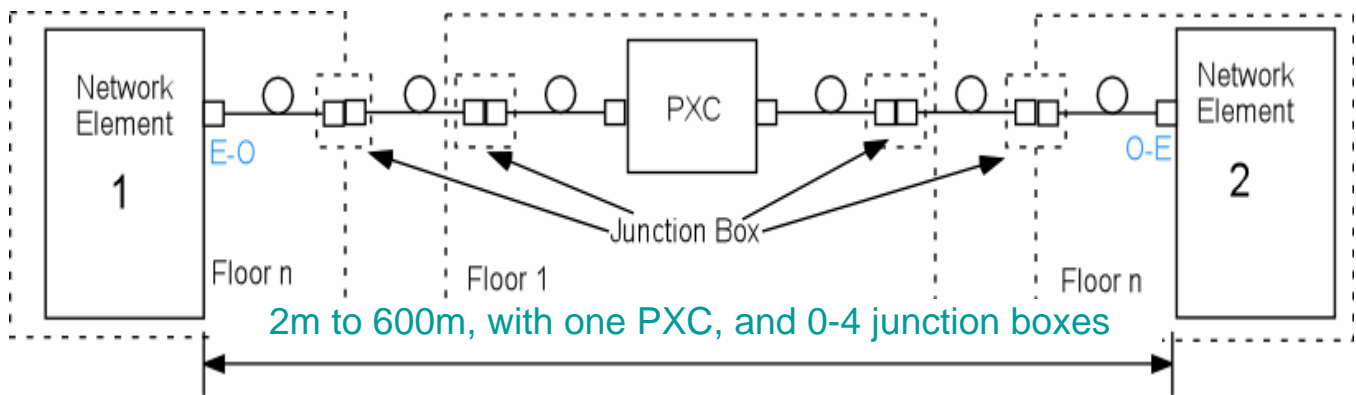 Network
Element
1
E-O
PXC
Network
Element
2
O-E
Junction Box
Floor n
Floor 1
Floor n
2m to 600m, with one PXC, and 0-4 junction boxes